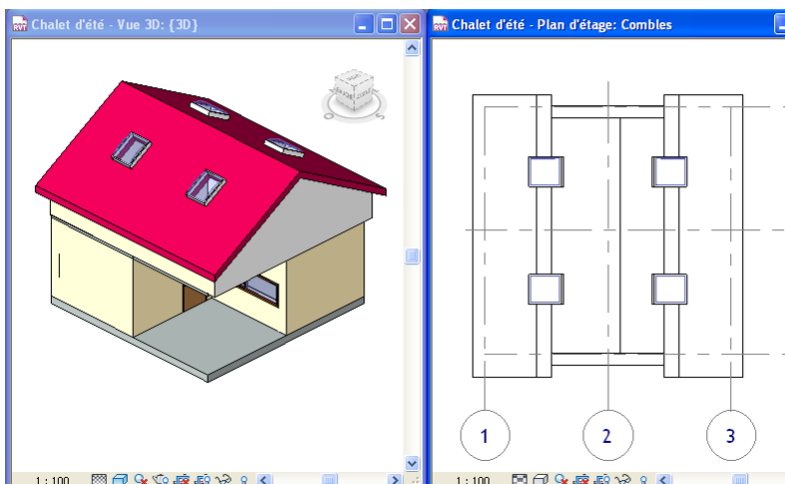 Chalet d'été - Vue 3D: {3D}
Chalet d'été - Plan d'étage: Combles
1
2
3
1 : 100
1 : 100